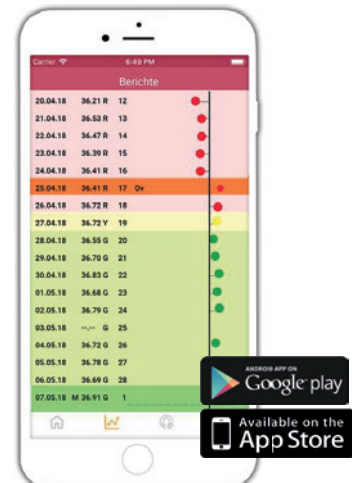 Carrier 6:49 PM
Berichte
20.04.18 36.21 R 12
21.04.18 36.53 R 13
22.04.18 36.47 R 14
23.04.18 36.39 R 15
24.04.18 36.41 R 16
25.04.18 36.41 R 17 Ov
26.04.18 36.72 R 18
27.04.18 36.72 Y 19
28.04.18 36.55 G 20
29.04.18 36.70 G 21
30.04.18 36.83 G 22
01.05.18 36.68 G 23
02.05.18 36.79 G 24
03.05.18 --,-- G 25
04.05.18 36.72 G 26
05.05.18 36.78 G 27
06.05.18 36.69 G 28
07.05.18 M 36.91 G 1
ANDROID APP ON
Google play
Available on the
App Store